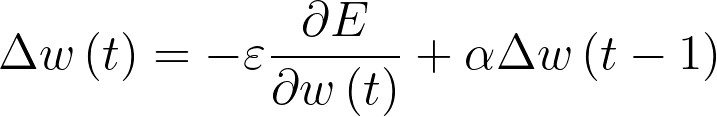 Δw (t) = −ε ∂E/∂w (t) + αΔw (t − 1)